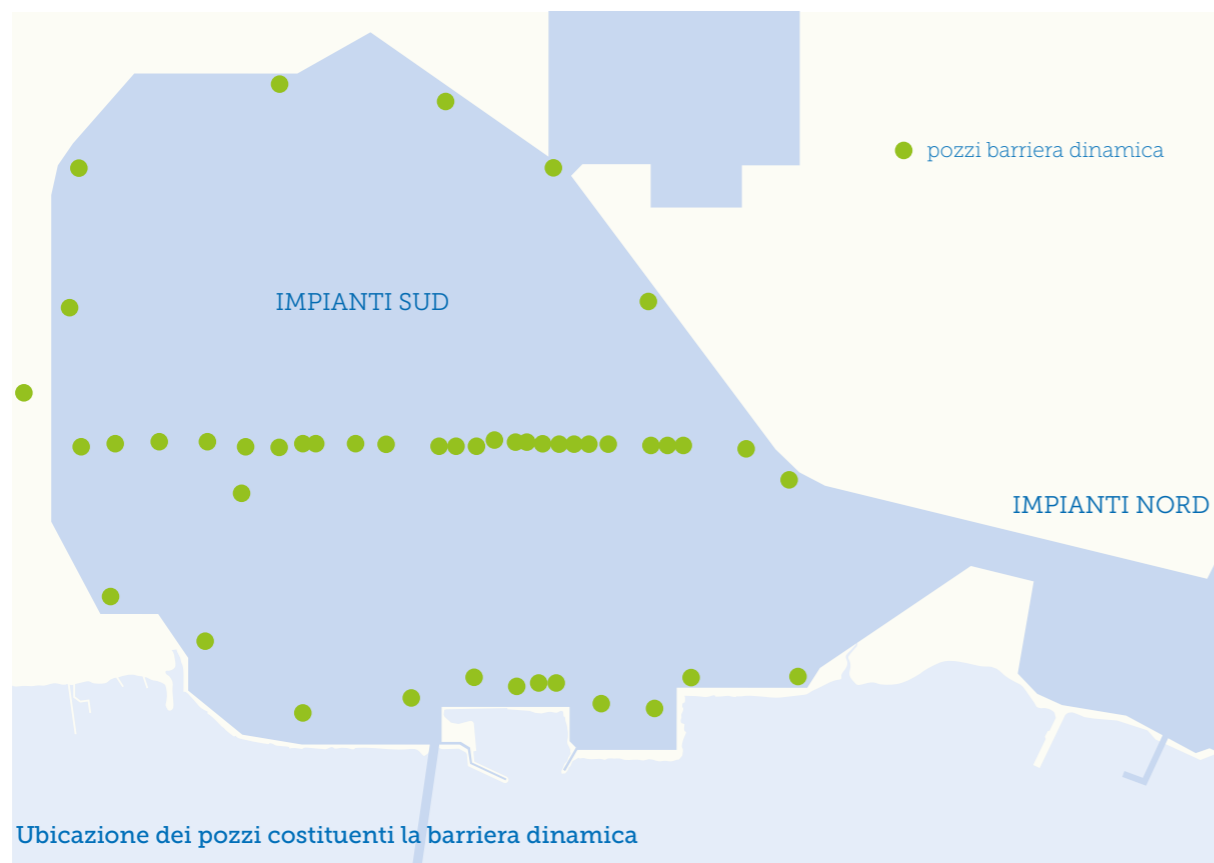 pozzi barriera dinamica
IMPIANTI SUD
IMPIANTI NORD
Ubicazione dei pozzi costituenti la barriera dinamica